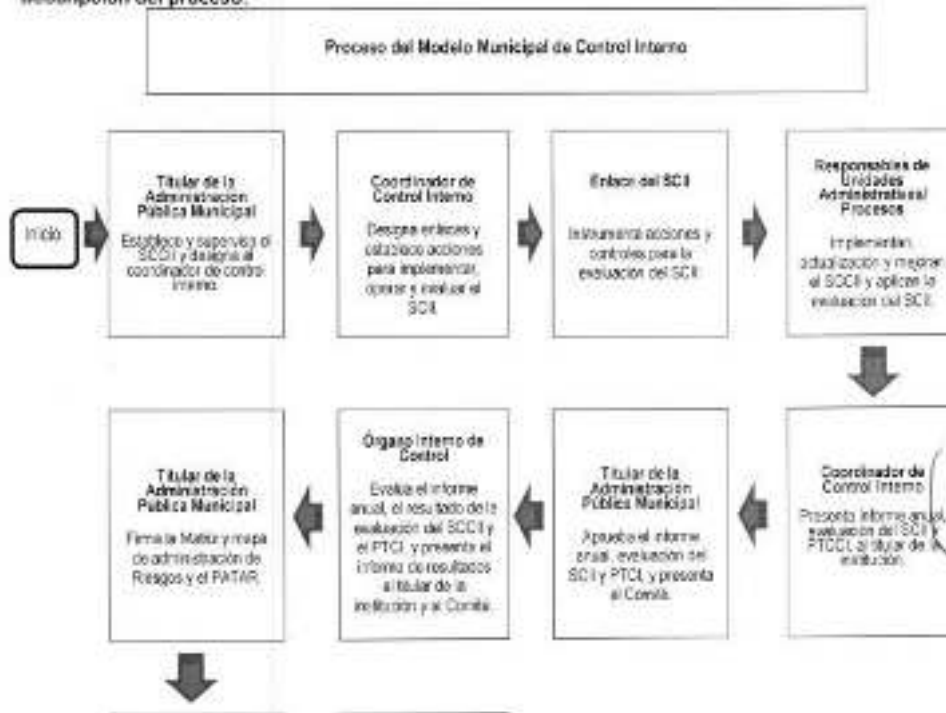 descripción del proceso:
Proceso del Modelo Municipal de Control Interno
Inicio
Titular de la
Administración
Pública Municipal
Establece y supervisa el
SCCII y designa al
coordinador de control
interno.
Coordinador de
Control Interno
Designa enlaces y
establece acciones
para implementar,
operar y evaluar el
SCII.
Enlace del SCII
Instrumenta acciones y
controles para la
evaluación del SCII.
Responsables de
Unidades
Administrativas/
Procesos
Implementan,
actualización y mejoran
el SCCII y aplican la
evaluación del SCII.
Coordinador de
Control Interno
Presenta informe anual,
evaluación del SCII y
PTCCI, al titular de la
institución.
Titular de la
Administración
Pública Municipal
Aprueba el informe
anual, evaluación del
SCII y PTCI, y presenta
al Comité.
Órgano Interno de
Control
Evalúa el informe
anual, el resultado de la
evaluación del SCCII y
el PTCI, y presenta el
informe de resultados
al titular de la
institución y al Comité.
Titular de la
Administración
Pública Municipal
Firma la Matriz y mapa
de administración de
Riesgos y el PATAR.